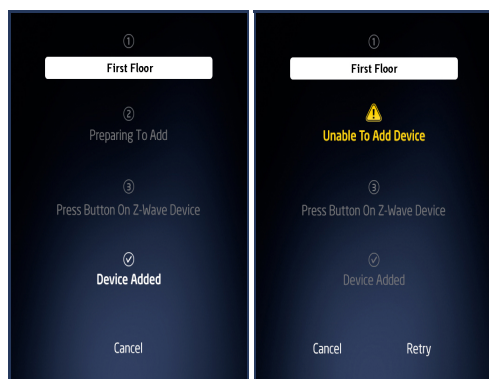 ①
First Floor
②
Preparing To Add
③
Press Button On Z-Wave Device
Device Added
Cancel
①
First Floor
Unable To Add Device
③
Press Button On Z-Wave Device
Device Added
Cancel Retry